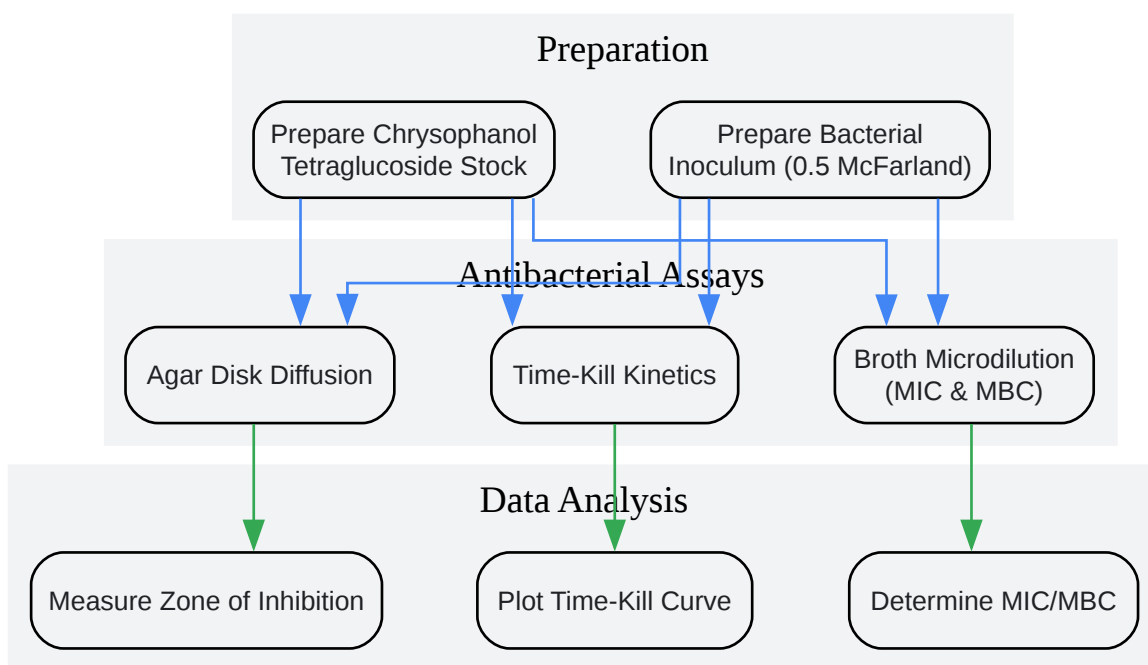 Preparation
Prepare Chrysophanol
Tetraglucoside Stock
Prepare Bacterial
Inoculum (0.5 McFarland)
Antibacterial Assays
Agar Disk Diffusion
Time-Kill Kinetics
Broth Microdilution
(MIC & MBC)
Data Analysis
Measure Zone of Inhibition
Plot Time-Kill Curve
Determine MIC/MBC